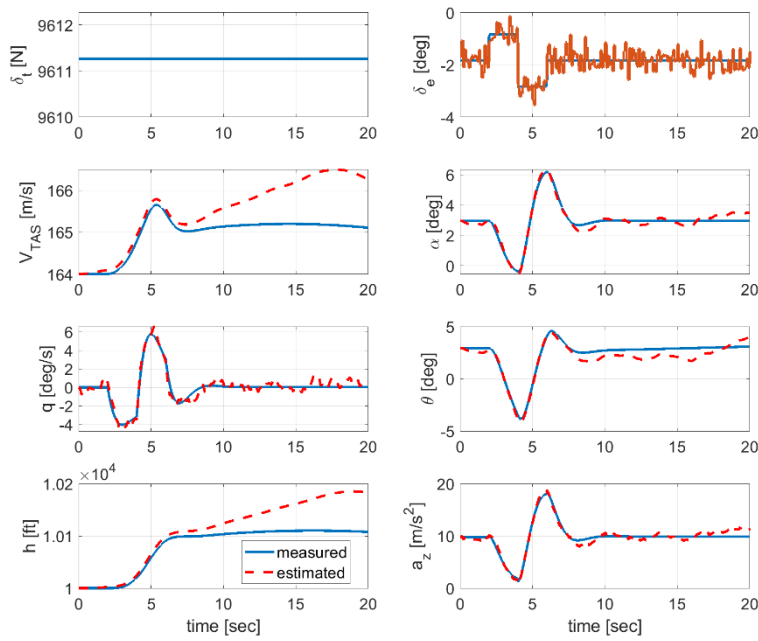 δt [N]
9612
9611
9610
0 5 10 15 20
δe [deg]
0
-2
-4
0 5 10 15 20
VTAS [m/s]
166
165
164
0 5 10 15 20
α [deg]
6
4
2
0
0 5 10 15 20
q [deg/s]
6
4
2
0
-2
-4
0 5 10 15 20
θ [deg]
5
0
-5
0 5 10 15 20
h [ft]
×10⁴
1.02
1.01
1
measured
estimated
0 5 10 15 20
time [sec]
az [m/s²]
20
10
0
0 5 10 15 20
time [sec]